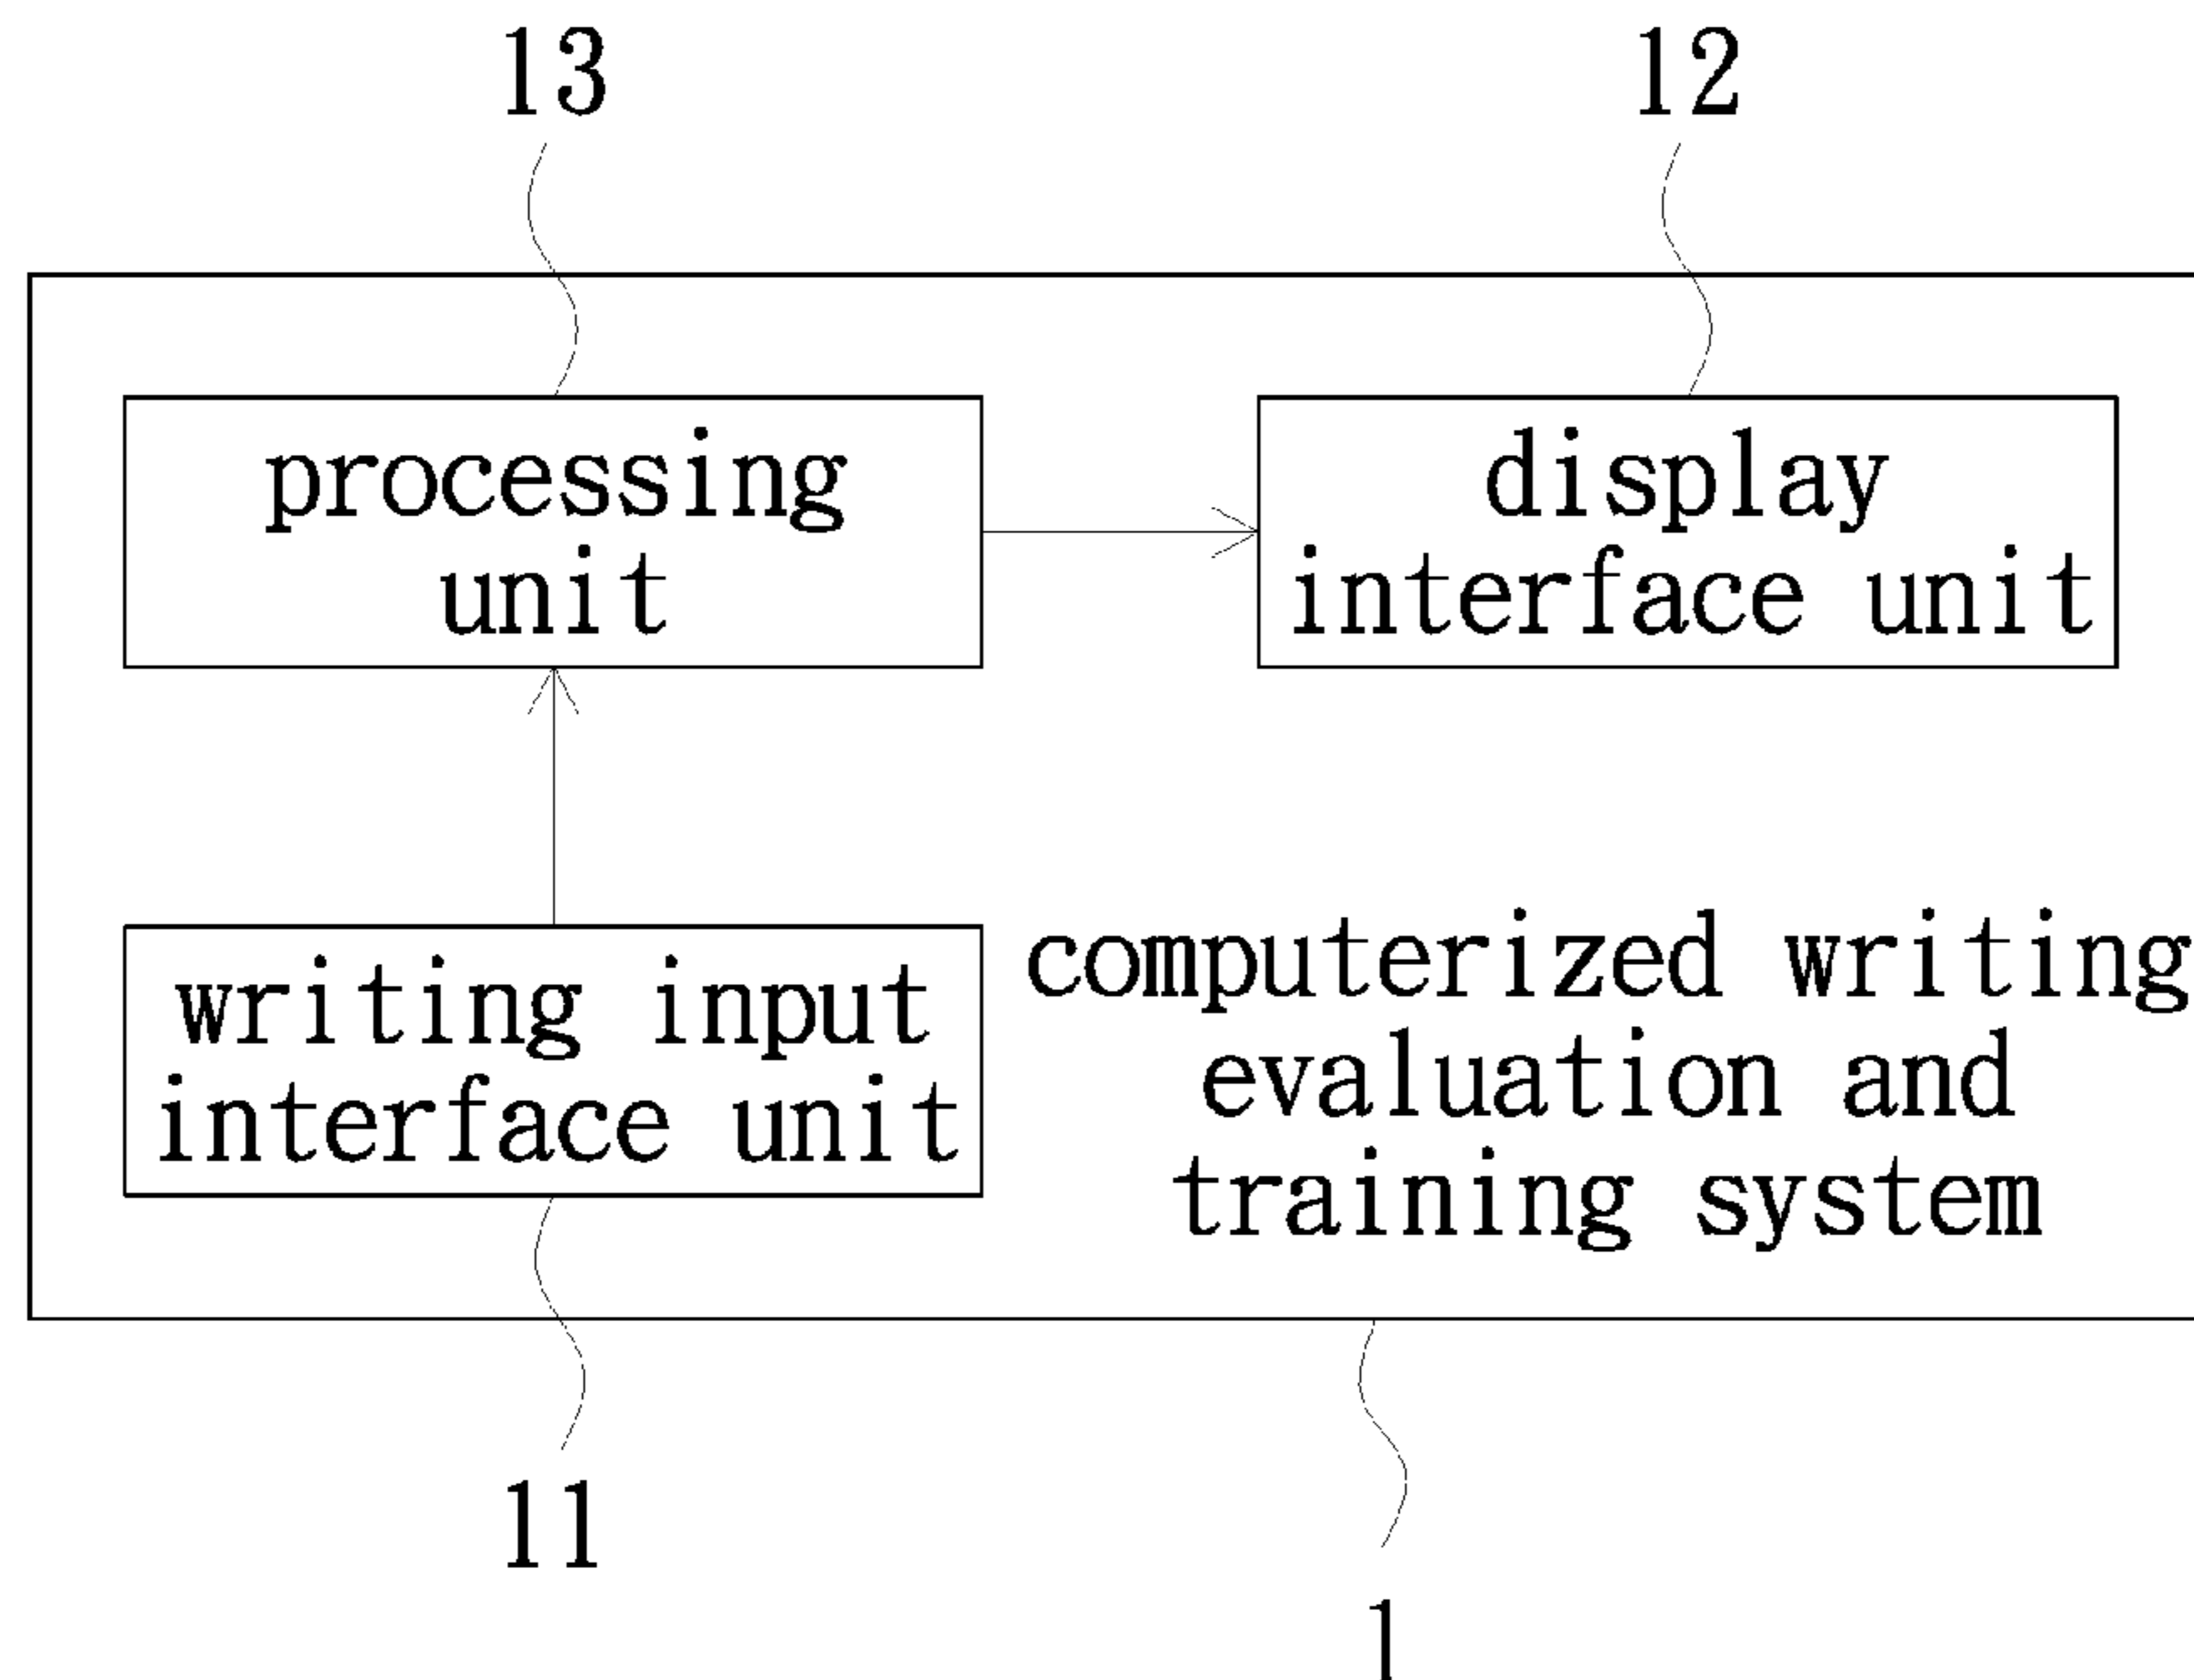 13
12
processing
unit
display
interface unit
writing input
interface unit
computerized writing
evaluation and
training system
11
1